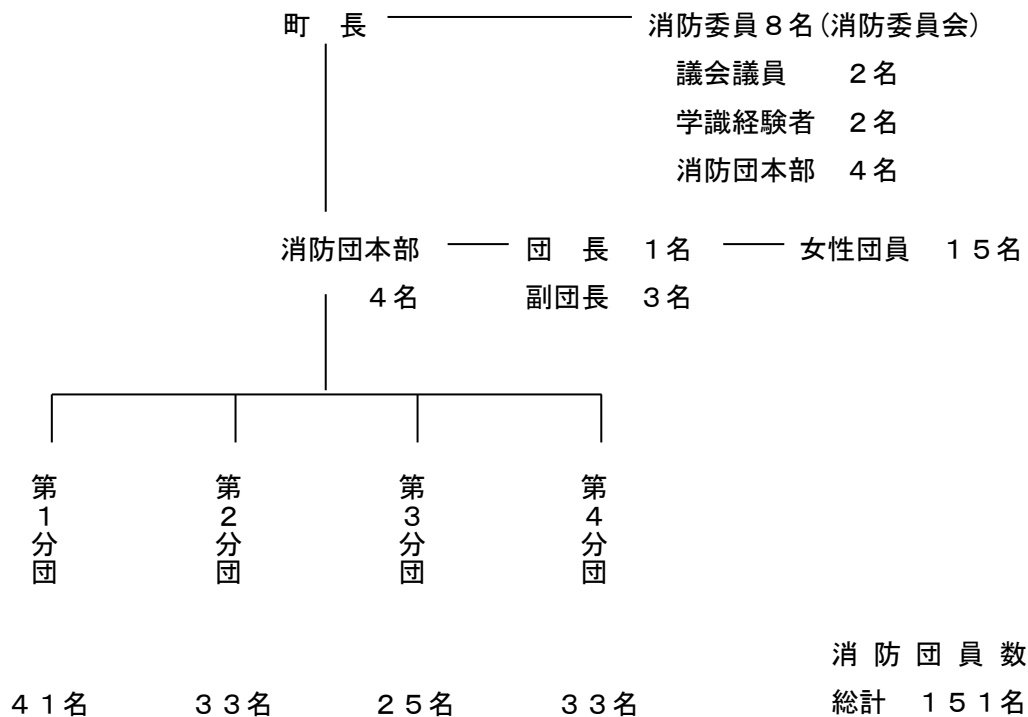 町　長　消防委員８名（消防委員会）
議会議員　２名
学識経験者　２名
消防団本部　４名
消防団本部　団　長　１名　女性団員　１５名
４名　副団長　３名
第１分団
第２分団
第３分団
第４分団
消防団員数
４１名　３３名　２５名　３３名　総計　１５１名